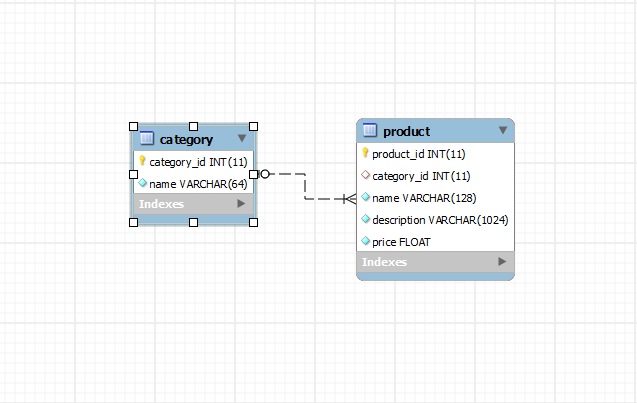 category
category_id INT(11)
name VARCHAR(64)
Indexes
product
product_id INT(11)
category_id INT(11)
name VARCHAR(128)
description VARCHAR(1024)
price FLOAT
Indexes